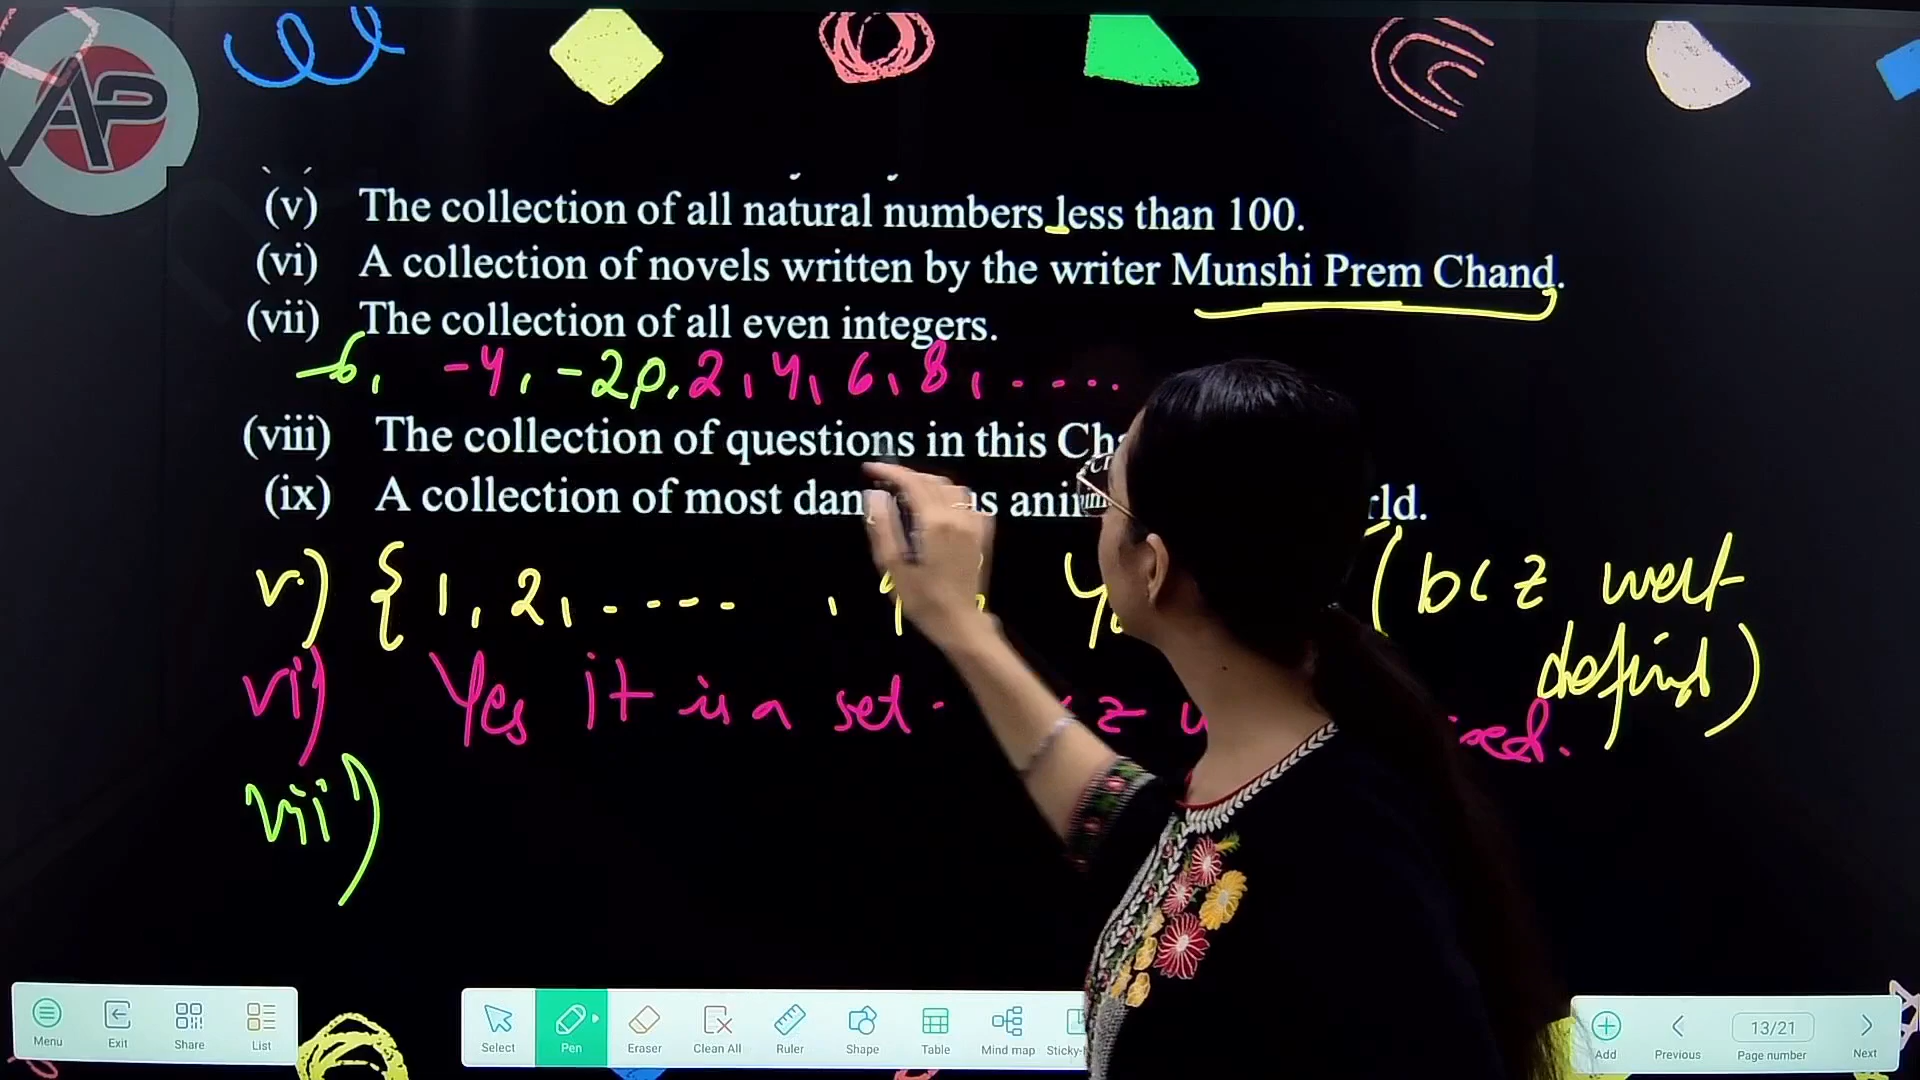 AP
(v) The collection of all natural numbers less than 100.
(vi) A collection of novels written by the writer Munshi Prem Chand.
(vii) The collection of all even integers.
-6, -4, -2 0, 2, 4, 6, 8, ....
(viii) The collection of questions in this
(ix) A collection of most
v) {1, 2, ...., (bcz well
defined)
vi) Yes it is a set.
vii)
Menu Exit Share List Select Pen Eraser Clean All Ruler Shape Table Mind map Add Previous 13/21 Page number Next